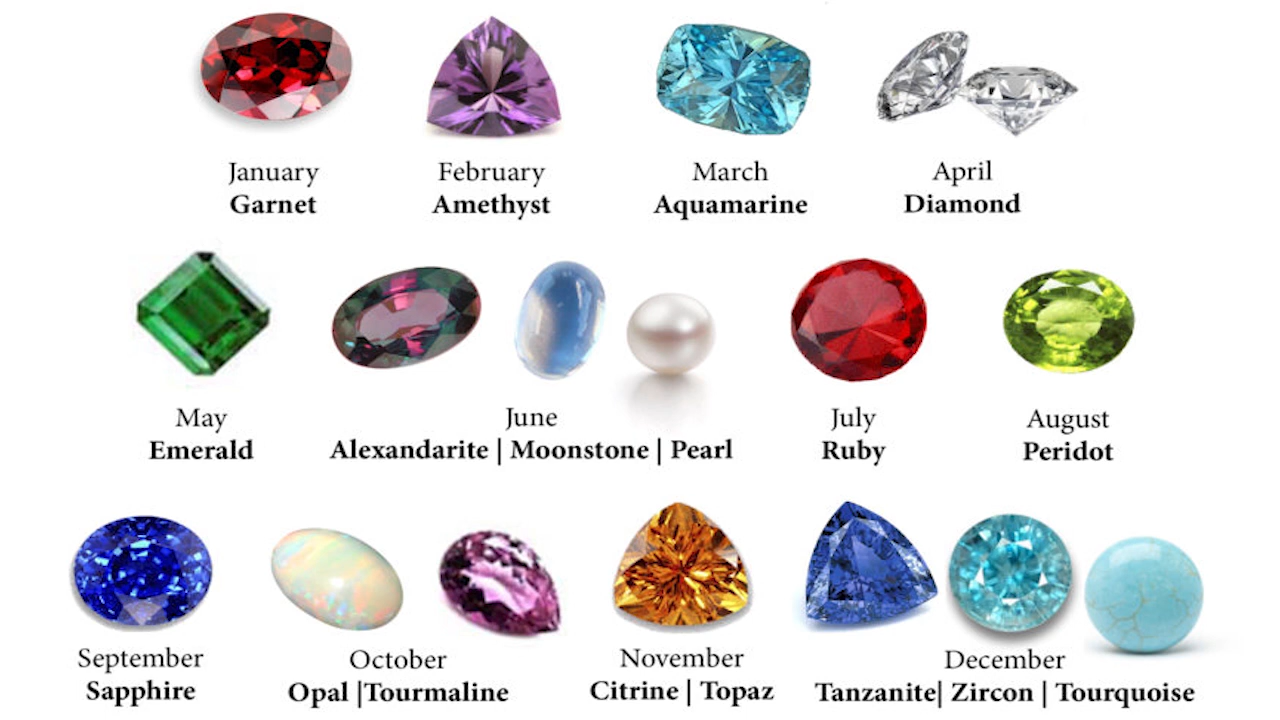 January
Garnet
February
Amethyst
March
Aquamarine
April
Diamond
May
Emerald
June
Alexandarite | Moonstone | Pearl
July
Ruby
August
Peridot
September
Sapphire
October
Opal |Tourmaline
November
Citrine | Topaz
December
Tanzanite| Zircon | Tourquoise